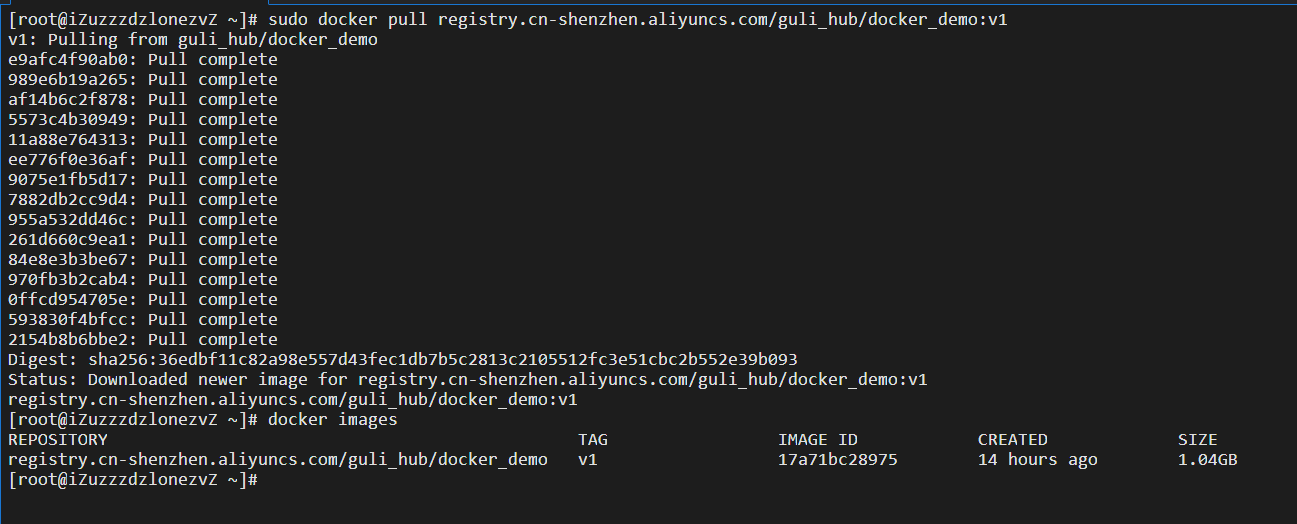 [root@iZuzzzdzlonezvZ ~]# sudo docker pull registry.cn-shenzhen.aliyuncs.com/guli_hub/docker_demo:v1
v1: Pulling from guli_hub/docker_demo
e9afc4f90ab0: Pull complete
989e6b19a265: Pull complete
af14b6c2f878: Pull complete
5573c4b30949: Pull complete
11a88e764313: Pull complete
ee776f0e36af: Pull complete
9075e1fb5d17: Pull complete
7882db2cc9d4: Pull complete
955a532dd46c: Pull complete
261d660c9ea1: Pull complete
84e8e3b3be67: Pull complete
970fb3b2cab4: Pull complete
0ffcd954705e: Pull complete
593830f4bfcc: Pull complete
2154b8b6bbe2: Pull complete
Digest: sha256:36edbf11c82a98e557d43fec1db7b5c2813c2105512fc3e51cbc2b552e39b093
Status: Downloaded newer image for registry.cn-shenzhen.aliyuncs.com/guli_hub/docker_demo:v1
registry.cn-shenzhen.aliyuncs.com/guli_hub/docker_demo:v1
[root@iZuzzzdzlonezvZ ~]# docker images
REPOSITORY TAG IMAGE ID CREATED SIZE
registry.cn-shenzhen.aliyuncs.com/guli_hub/docker_demo v1 17a71bc28975 14 hours ago 1.04GB
[root@iZuzzzdzlonezvZ ~]#